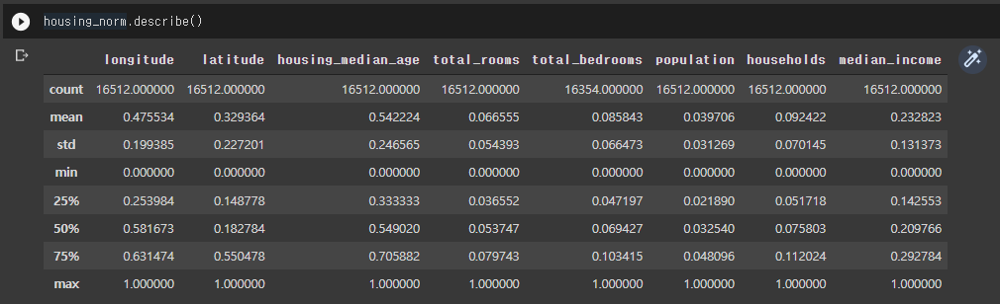 housing_norm.describe()
longitude latitude housing_median_age total_rooms total_bedrooms population households median_income
count 16512.000000 16512.000000 16512.000000 16512.000000 16354.000000 16512.000000 16512.000000 16512.000000
mean 0.475534 0.329364 0.542224 0.066555 0.085843 0.039706 0.092422 0.232823
std 0.199385 0.227201 0.246565 0.054393 0.066473 0.031269 0.070145 0.131373
min 0.000000 0.000000 0.000000 0.000000 0.000000 0.000000 0.000000 0.000000
25% 0.253984 0.148778 0.333333 0.036552 0.047197 0.021890 0.051718 0.142553
50% 0.581673 0.182784 0.549020 0.053747 0.069427 0.032540 0.075803 0.209766
75% 0.631474 0.550478 0.705882 0.079743 0.103415 0.048096 0.112024 0.292784
max 1.000000 1.000000 1.000000 1.000000 1.000000 1.000000 1.000000 1.000000